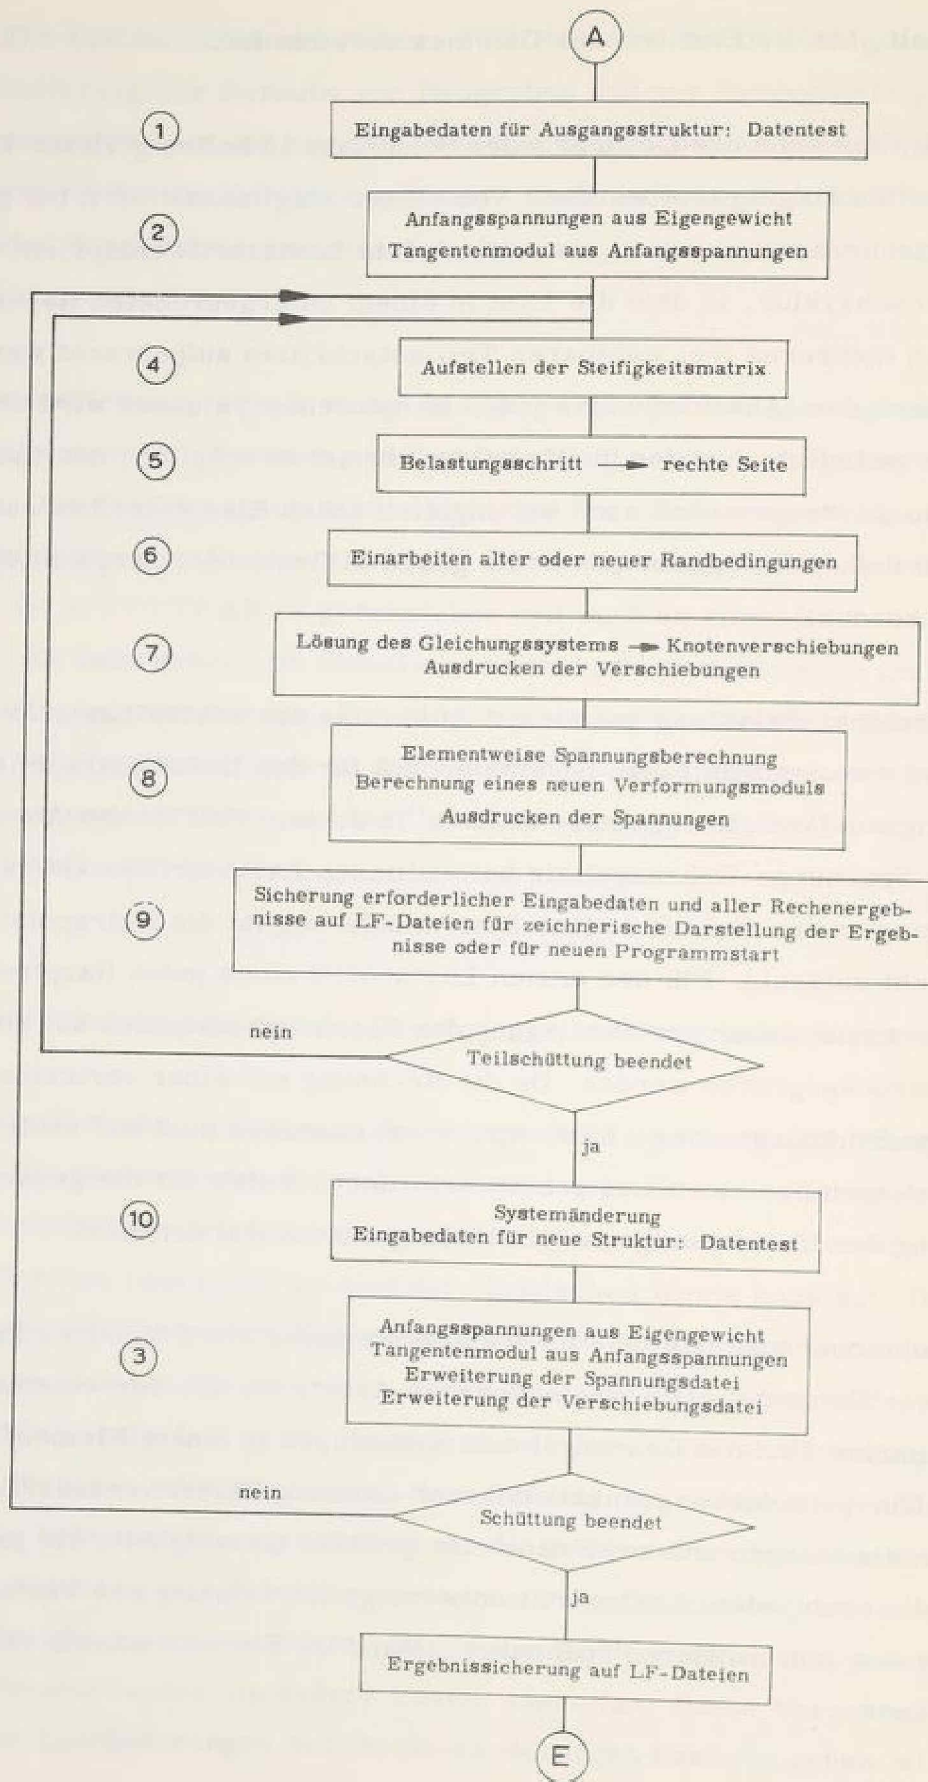 A
1
Eingabedaten für Ausgangsstruktur: Datentest
2
Anfangsspannungen aus Eigengewicht
Tangentenmodul aus Anfangsspannungen
4
Aufstellen der Steifigkeitsmatrix
5
Belastungsschritt → rechte Seite
6
Einarbeiten alter oder neuer Randbedingungen
7
Lösung des Gleichungssystems → Knotenverschiebungen
Ausdrucken der Verschiebungen
8
Elementweise Spannungsberechnung
Berechnung eines neuen Verformungsmoduls
Ausdrucken der Spannungen
9
Sicherung erforderlicher Eingabedaten und aller Rechenergeb-
nisse auf LF-Dateien für zeichnerische Darstellung der Ergeb-
nisse oder für neuen Programmstart
nein
Teilschüttung beendet
ja
10
Systemänderung
Eingabedaten für neue Struktur: Datentest
3
Anfangsspannungen aus Eigengewicht
Tangentenmodul aus Anfangsspannungen
Erweiterung der Spannungsdatei
Erweiterung der Verschiebungsdatei
nein
Schüttung beendet
ja
Ergebnissicherung auf LF-Dateien
E